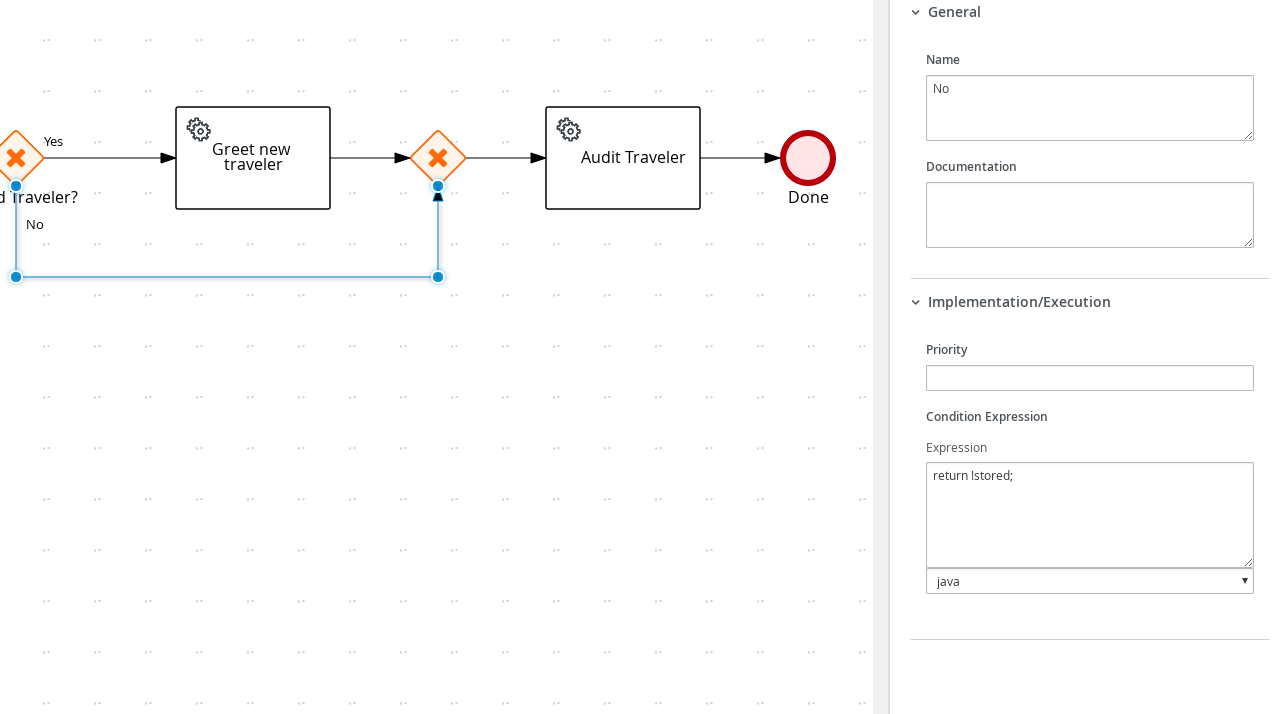 Yes
Greet new
traveler
Audit Traveler
Done
Traveler?
No
General
Name
No
Documentation
Implementation/Execution
Priority
Condition Expression
Expression
return !stored;
java